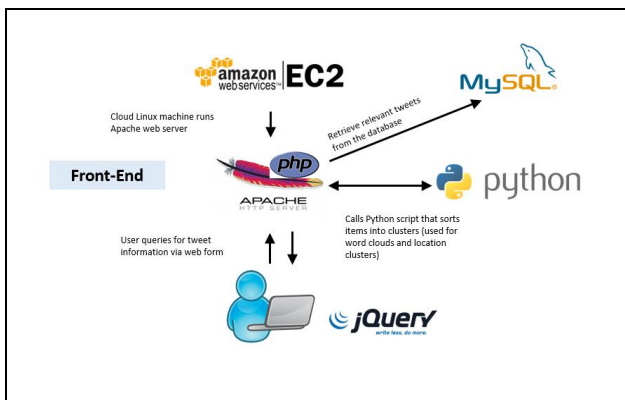 amazon
web services™
EC2
MySQL®
Cloud Linux machine runs
Apache web server
Retrieve relevant tweets
from the database
php
Front-End
APACHE
HTTP SERVER
python
Calls Python script that sorts
items into clusters (used for
word clouds and location
clusters)
User queries for tweet
information via web form
jQuery
write less, do more.